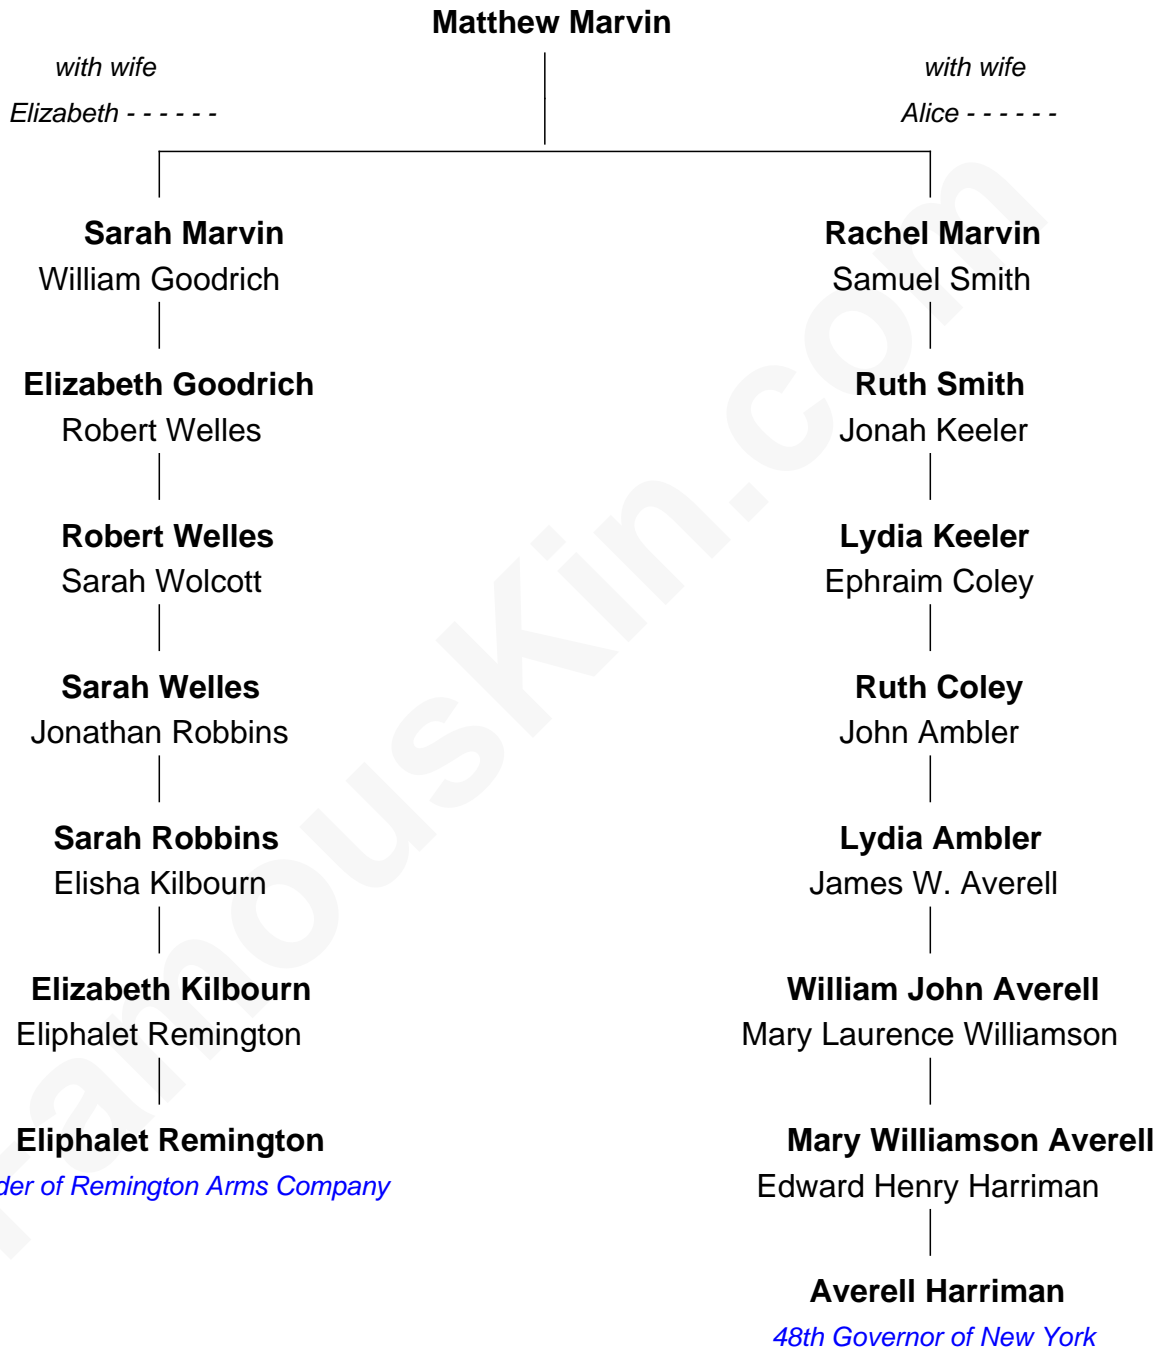 Matthew Marvin
with wife
Elizabeth - - - - - -
with wife
Alice - - - - - -
Sarah Marvin
William Goodrich
Rachel Marvin
Samuel Smith
Elizabeth Goodrich
Robert Welles
Ruth Smith
Jonah Keeler
Robert Welles
Sarah Wolcott
Lydia Keeler
Ephraim Coley
Sarah Welles
Jonathan Robbins
Ruth Coley
John Ambler
Sarah Robbins
Elisha Kilbourn
Lydia Ambler
James W. Averell
Elizabeth Kilbourn
Eliphalet Remington
William John Averell
Mary Laurence Williamson
Eliphalet Remington
der of Remington Arms Company
Mary Williamson Averell
Edward Henry Harriman
Averell Harriman
48th Governor of New York
FamousKin.com